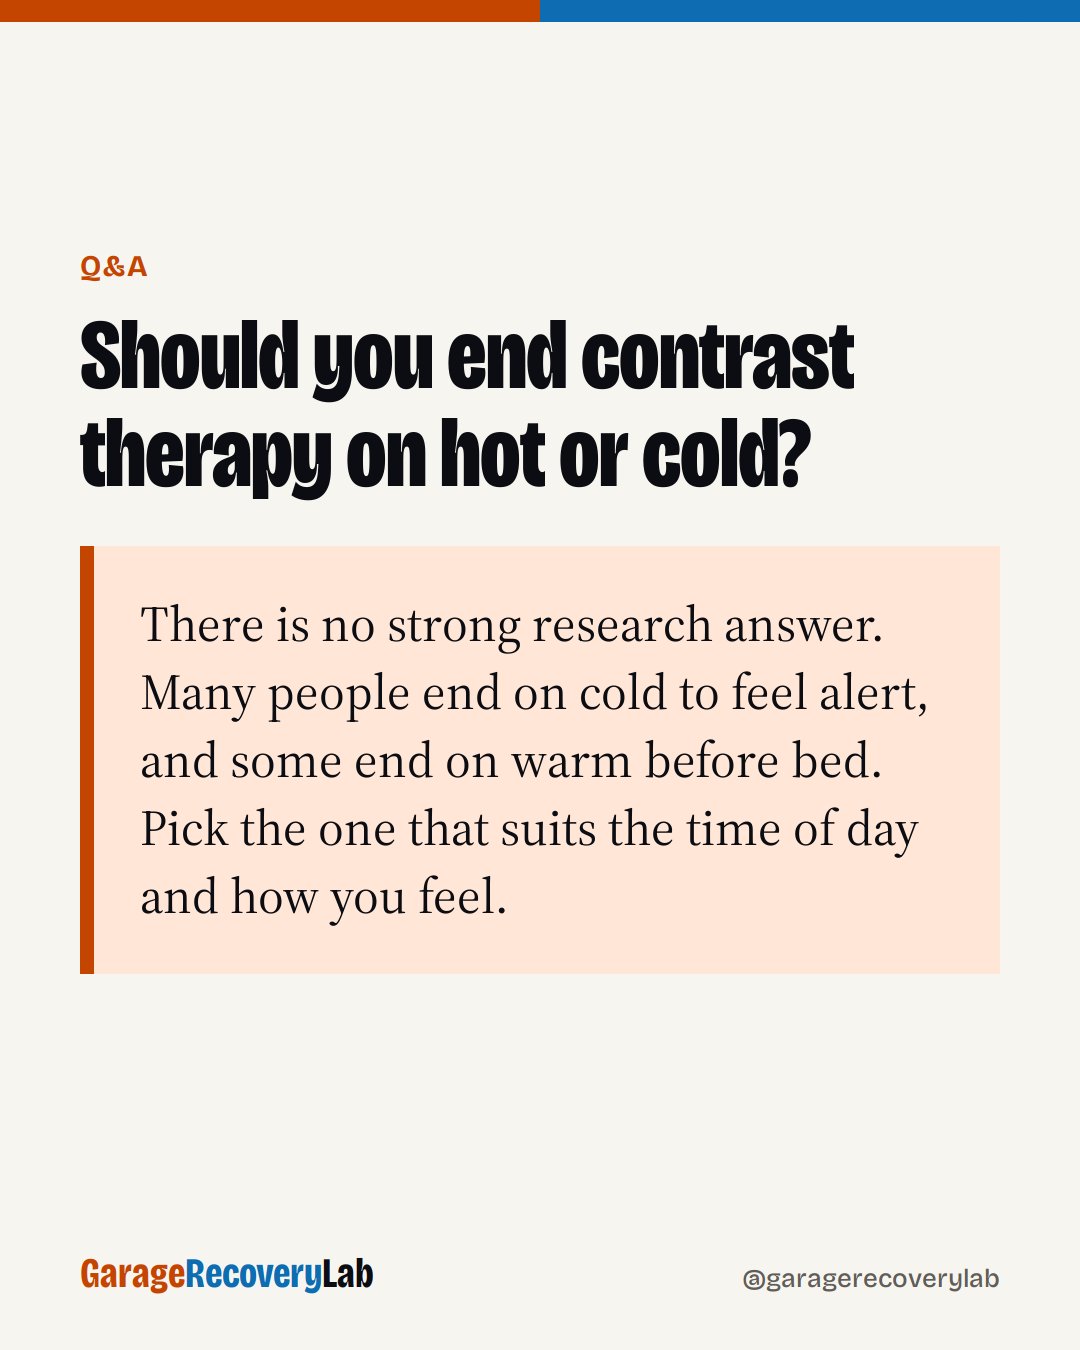 Q&A
Should you end contrast
therapy on hot or cold?
There is no strong research answer.
Many people end on cold to feel alert,
and some end on warm before bed.
Pick the one that suits the time of day
and how you feel.
GarageRecoveryLab
@garagerecoverylab